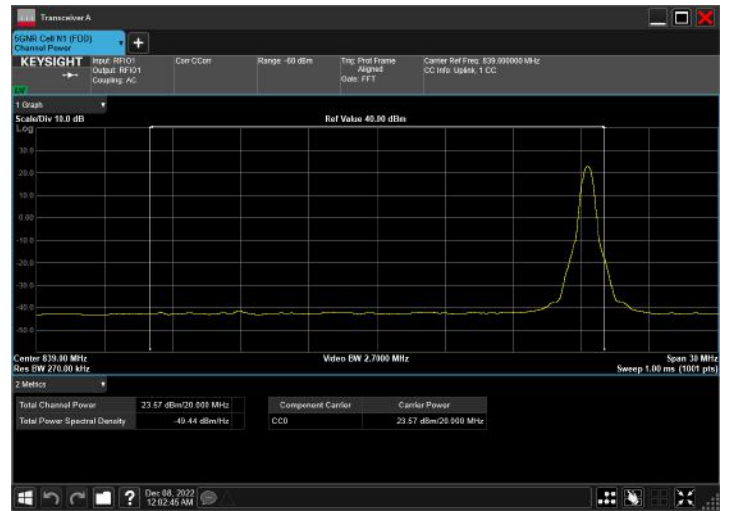 Transceiver A
5GNR Cell N1 (FDD)
Channel Power
KEYSIGHT
Input: RFIO1
Output: RFIO1
Coupling: AC
Corr CCorr
Range -60 dBm
Trig: Prot Frame
Aligned
Gate: FFT
Carrier Ref Freq: 839.000000 MHz
CC Info: Uplink, 1 CC
1 Graph
Scale/Div 10.0 dB
Ref Value 40.00 dBm
Log
30.0
20.0
10.0
0.00
-10.0
-20.0
-30.0
-40.0
-50.0
Center 839.00 MHz
Video BW 2.7000 MHz
Span 30 MHz
Res BW 270.00 kHz
Sweep 1.00 ms (1001 pts)
2 Metrics
Total Channel Power 23.57 dBm/20.000 MHz
Total Power Spectral Density -49.44 dBm/Hz
Component Carrier Carrier Power
CC0 23.57 dBm/20.000 MHz
?
Dec 08, 2022
12:02:45 AM